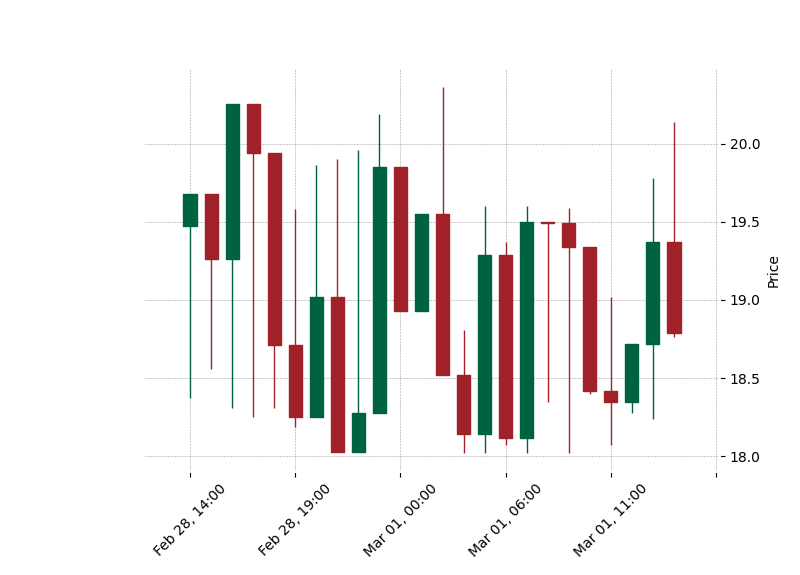 20.0
19.5
19.0
18.5
18.0
Price
Feb 28, 14:00
Feb 28, 19:00
Mar 01, 00:00
Mar 01, 06:00
Mar 01, 11:00